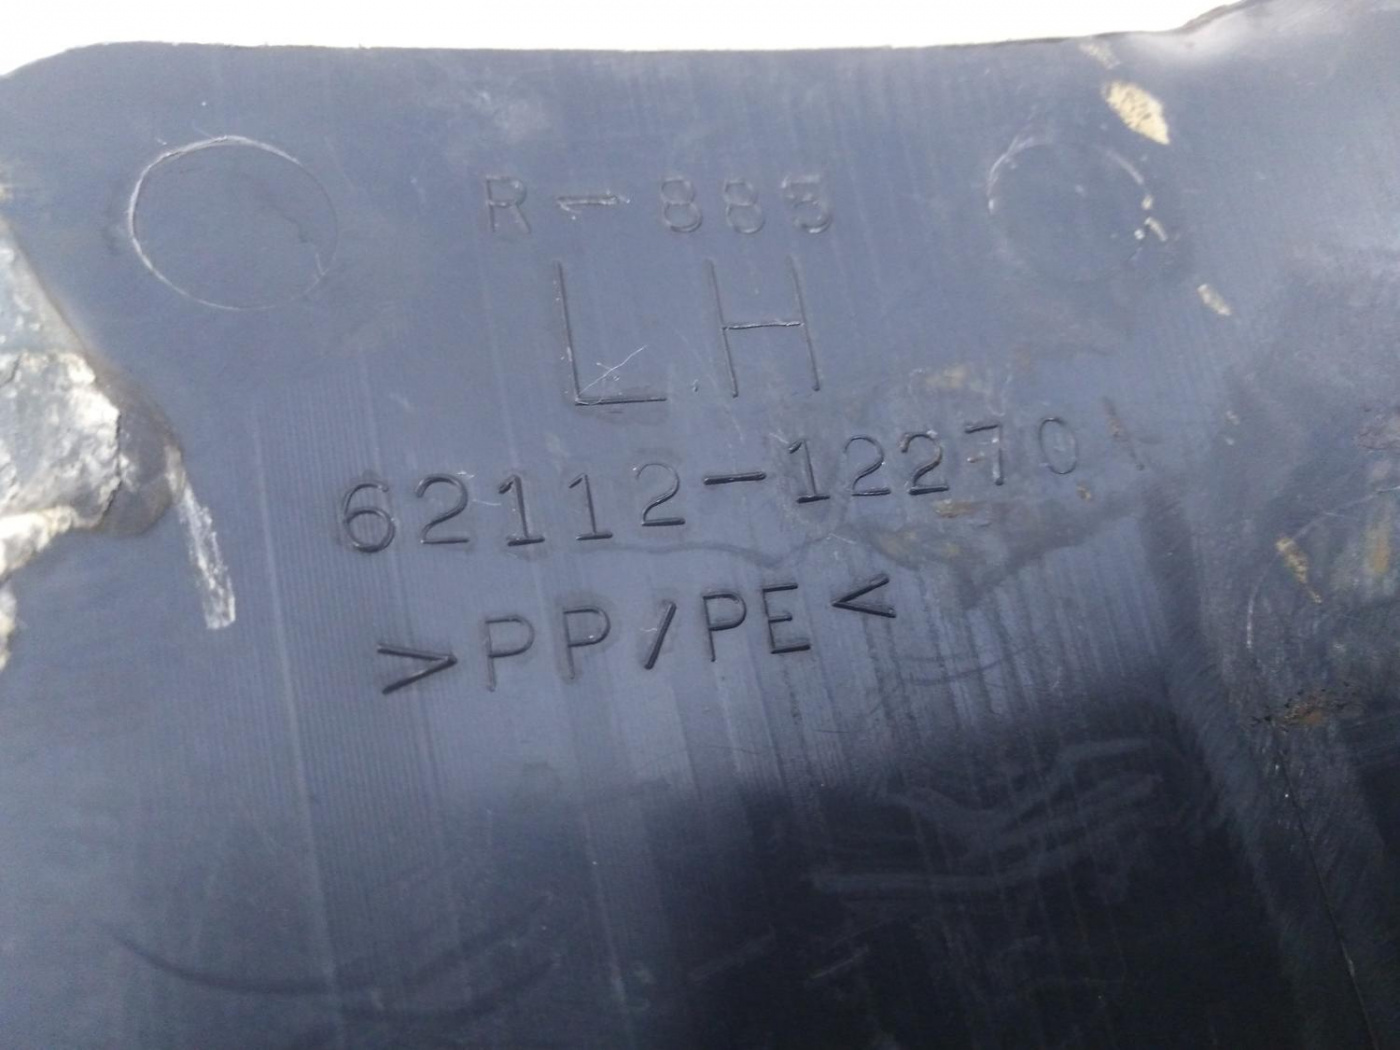 R-883
LH
62112-12270
>PP/PE<